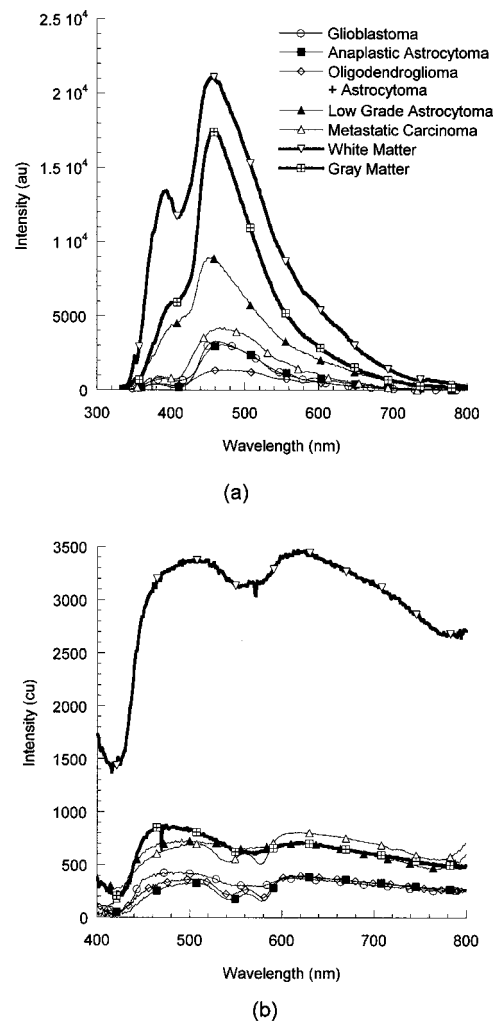 2.5 10⁴
2 10⁴
1.5 10⁴
1 10⁴
5000
0
Intensity (au)
Glioblastoma
Anaplastic Astrocytoma
Oligodendroglioma
+ Astrocytoma
Low Grade Astrocytoma
Metastatic Carcinoma
White Matter
Gray Matter
300 400 500 600 700 800
Wavelength (nm)
(a)
3500
3000
2500
2000
1500
1000
500
0
Intensity (cu)
400 500 600 700 800
Wavelength (nm)
(b)